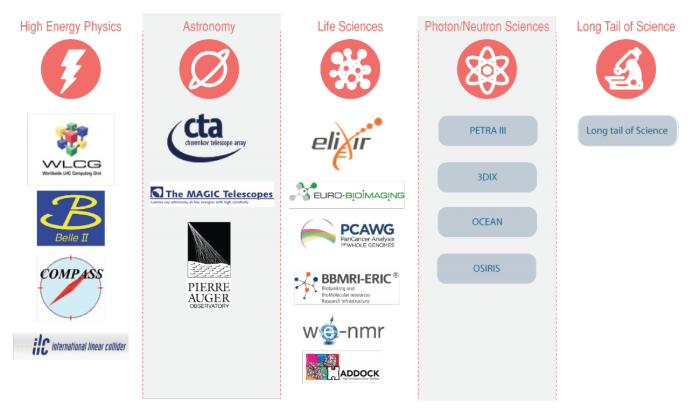 High Energy Physics
Astronomy
Life Sciences
Photon/Neutron Sciences
Long Tail of Science
WLCG
Worldwide LHC Computing Grid
B
Belle II
COMPASS
ilc international linear collider
cta
cherenkov telescope array
The MAGIC Telescopes
PIERRE
AUGER
OBSERVATORY
elixir
EURO-BIOIMAGING
PCAWG
PanCancer Analysis
OF WHOLE GENOMES
BBMRI-ERIC®
Biobanking and
BioMolecular resources
Research Infrastructure
we-nmr
HADDOCK
PETRA III
3DIX
OCEAN
OSIRIS
Long tail of Science